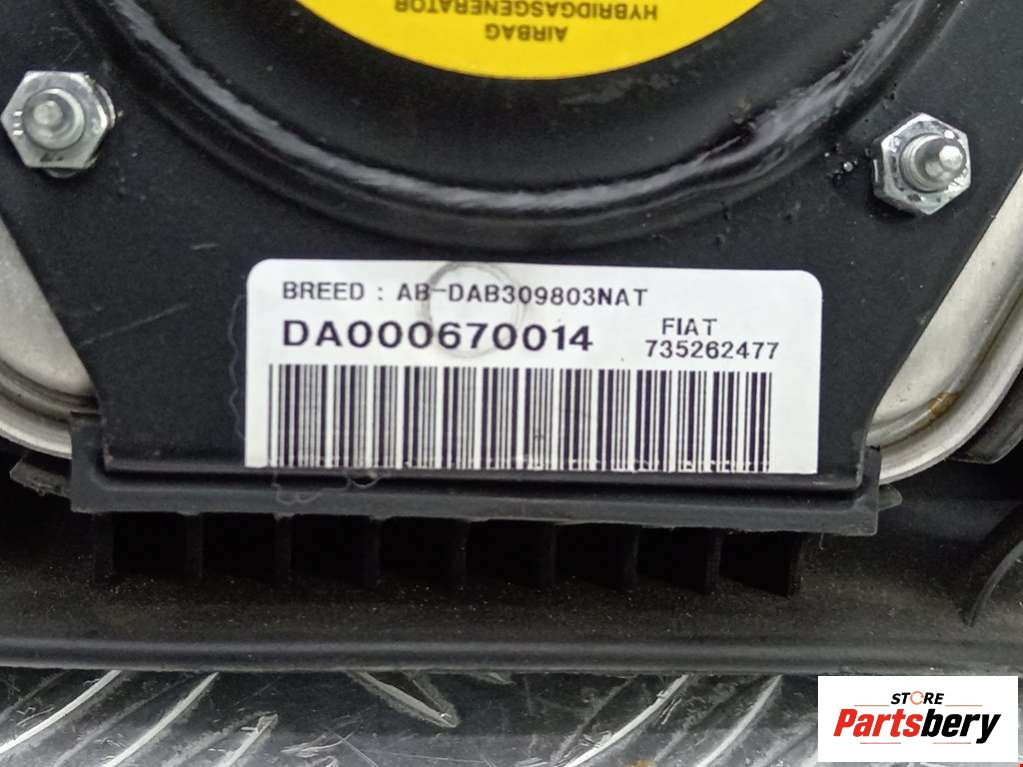 HYBRIDGASGENERATOR
AIRBAG
BREED : AB-DAB309803NAT
DA000670014
FIAT
735262477
STORE
Partsbery